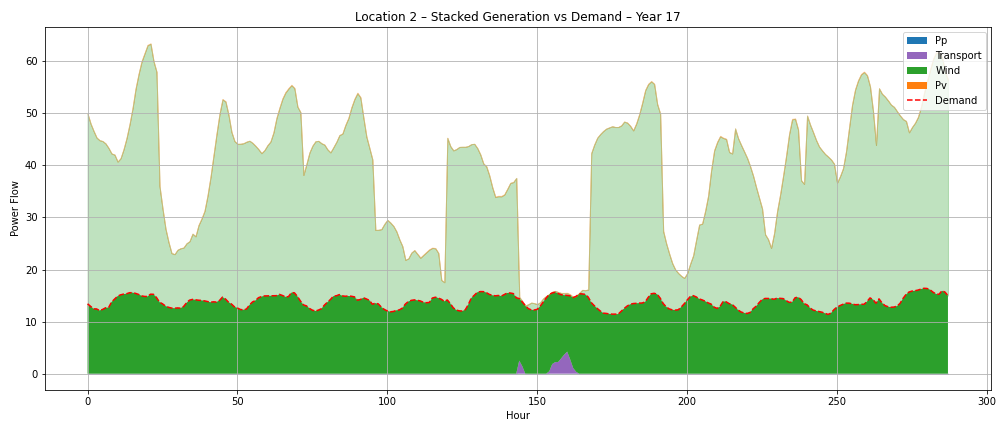 Location 2 – Stacked Generation vs Demand – Year 17
Power Flow
60
50
40
30
20
10
0
0
50
100
150
200
250
300
Hour
Pp
Transport
Wind
Pv
Demand